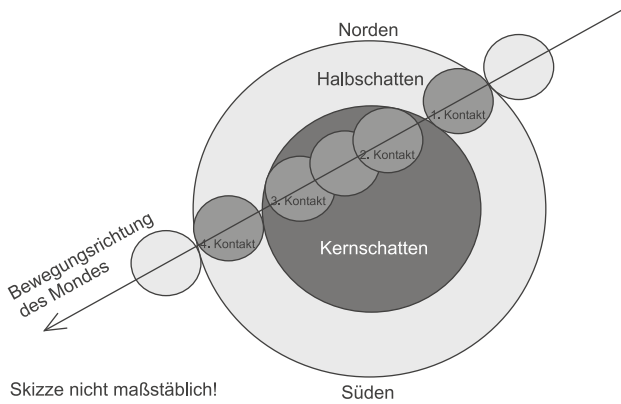 Norden
Halbschatten
1. Kontakt
2. Kontakt
3. Kontakt
4. Kontakt
Kernschatten
Bewegungsrichtung
des Mondes
Skizze nicht maßstäblich!
Süden